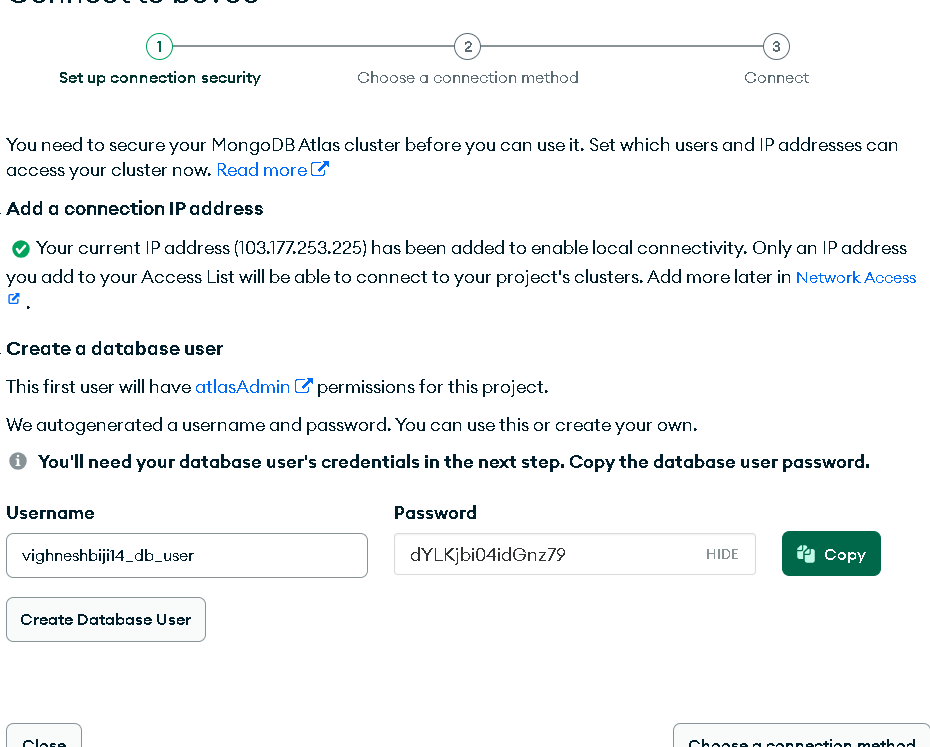 1
2
3
Set up connection security
Choose a connection method
Connect
You need to secure your MongoDB Atlas cluster before you can use it. Set which users and IP addresses can
access your cluster now. Read more
Add a connection IP address
Your current IP address (103.177.253.225) has been added to enable local connectivity. Only an IP address
you add to your Access List will be able to connect to your project's clusters. Add more later in Network Access
.
Create a database user
This first user will have atlasAdmin permissions for this project.
We autogenerated a username and password. You can use this or create your own.
You'll need your database user's credentials in the next step. Copy the database user password.
Username
Password
vighneshbiji14_db_user
dYLKjbi04idGnz79
HIDE
Copy
Create Database User
Close
Choose a connection method